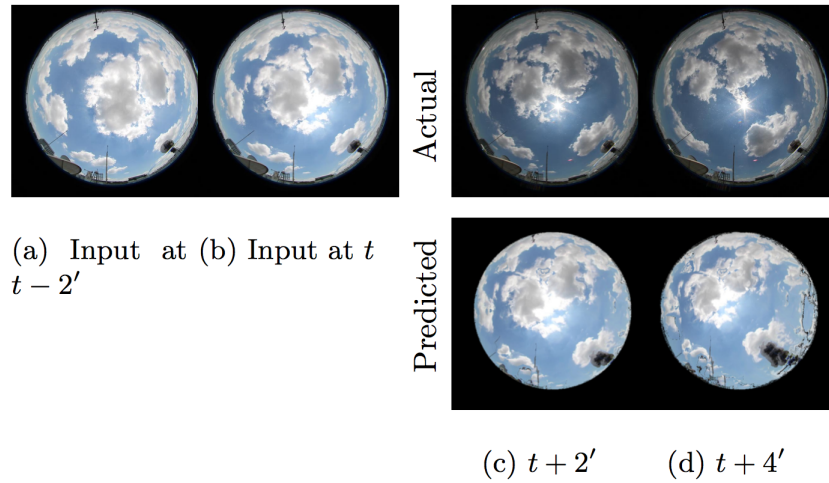 Actual
(a) Input at (b) Input at t
t − 2′
Predicted
(c) t + 2′ (d) t + 4′